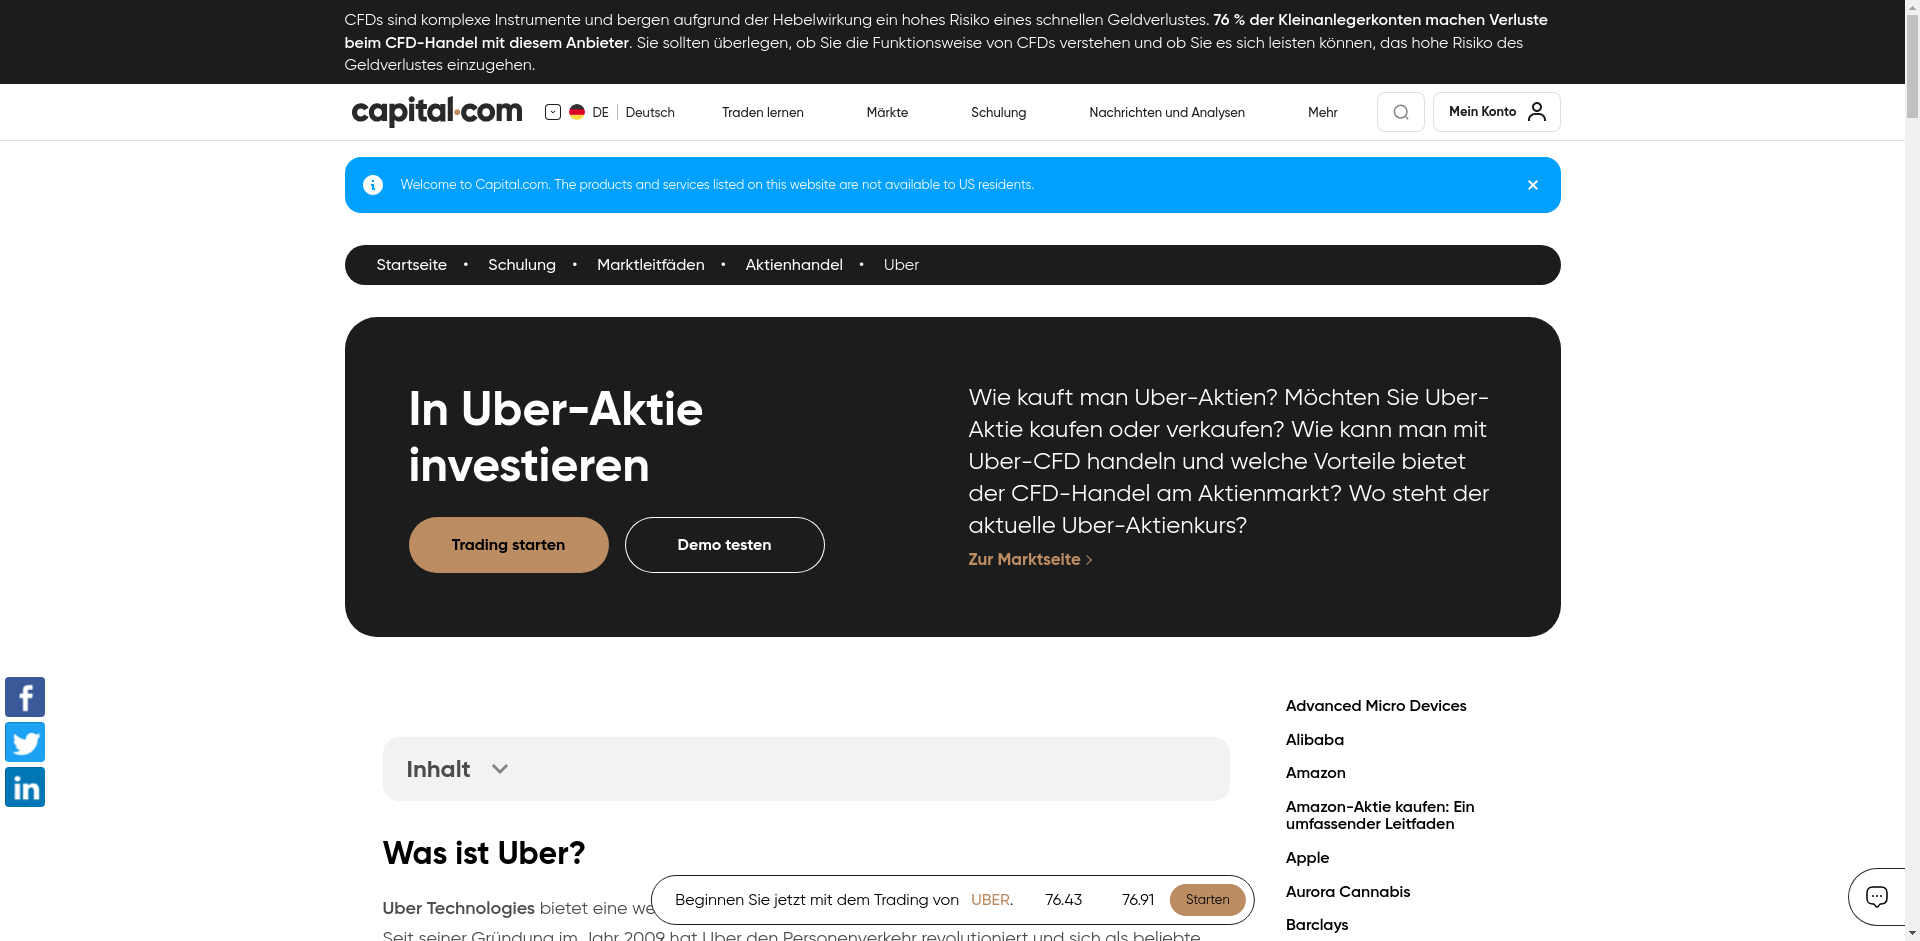 CFDs sind komplexe Instrumente und bergen aufgrund der Hebelwirkung ein hohes Risiko eines schnellen Geldverlustes. 76 % der Kleinanlegerkonten machen Verluste
beim CFD-Handel mit diesem Anbieter. Sie sollten überlegen, ob Sie die Funktionsweise von CFDs verstehen und ob Sie es sich leisten können, das hohe Risiko des
Geldverlustes einzugehen.
capital.com DE Deutsch Traden lernen Märkte Schulung Nachrichten und Analysen Mehr Mein Konto
Welcome to Capital.com. The products and services listed on this website are not available to US residents.
Startseite • Schulung • Marktleitfäden • Aktienhandel • Uber
In Uber-Aktie
investieren
Trading starten Demo testen
Wie kauft man Uber-Aktien? Möchten Sie Uber-
Aktie kaufen oder verkaufen? Wie kann man mit
Uber-CFD handeln und welche Vorteile bietet
der CFD-Handel am Aktienmarkt? Wo steht der
aktuelle Uber-Aktienkurs?
Zur Marktseite
Inhalt
Was ist Uber?
Uber Technologies bietet eine we
Seit seiner Gründung im Jahr 2009 hat Uber den Personenverkehr revolutioniert und sich als beliebte
Beginnen Sie jetzt mit dem Trading von UBER. 76.43 76.91 Starten
Advanced Micro Devices
Alibaba
Amazon
Amazon-Aktie kaufen: Ein
umfassender Leitfaden
Apple
Aurora Cannabis
Barclays